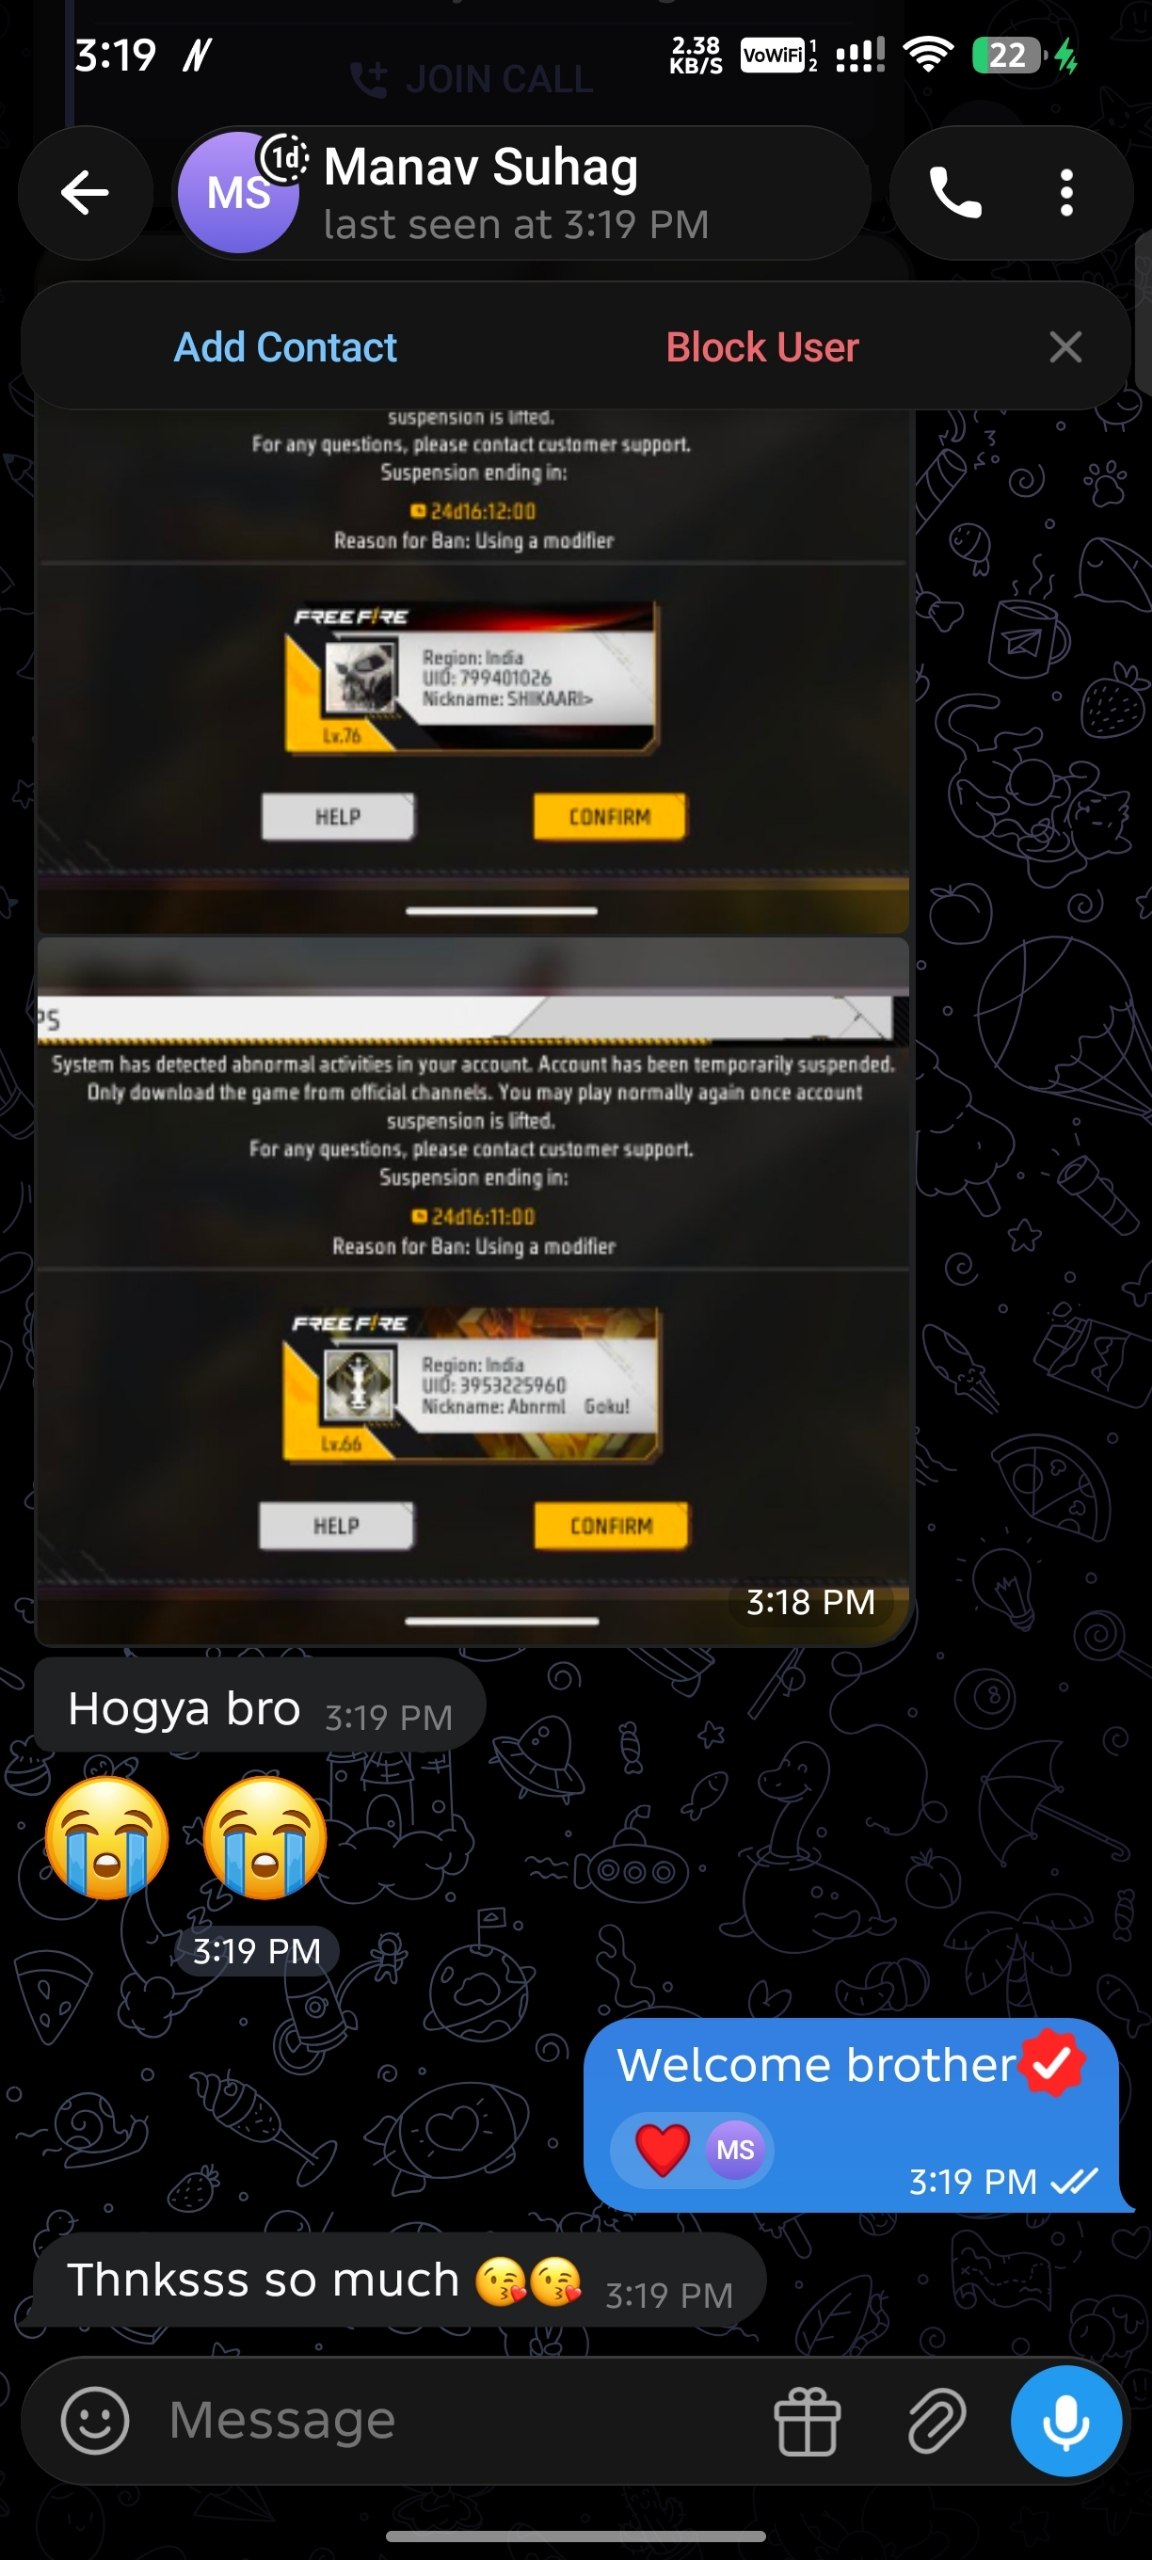 JOIN CALL
3:19
2.38
KB/S
VoWiFi 1
2
22
MS
1d
Manav Suhag
last seen at 3:19 PM
Add Contact
Block User
suspension is lifted.
For any questions, please contact customer support.
Suspension ending in:
24d16:12:00
Reason for Ban: Using a modifier
FREE FIRE
Region: India
UID: 799401026
Nickname: SHIKAARI>
Lv.76
HELP
CONFIRM
PS
System has detected abnormal activities in your account. Account has been temporarily suspended.
Only download the game from official channels. You may play normally again once account
suspension is lifted.
For any questions, please contact customer support.
Suspension ending in:
24d16:11:00
Reason for Ban: Using a modifier
FREE FIRE
Region: India
UID: 3953225960
Nickname: Abnrml Goku!
Lv.66
HELP
CONFIRM
3:18 PM
Hogya bro 3:19 PM
😭 😭
3:19 PM
Welcome brother
❤️ MS
3:19 PM
Thnksss so much 😘😘 3:19 PM
Message